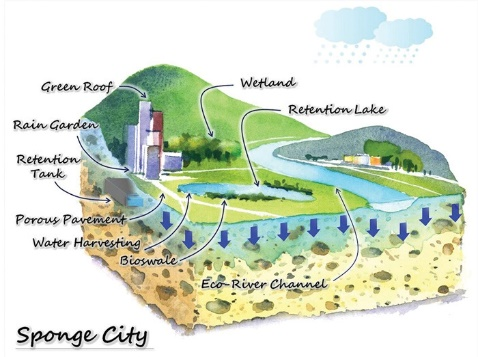 Green Roof
Wetland
Retention Lake
Rain Garden
Retention
Tank
Porous Pavement
Water Harvesting
Bioswale
Eco-River Channel
Sponge City